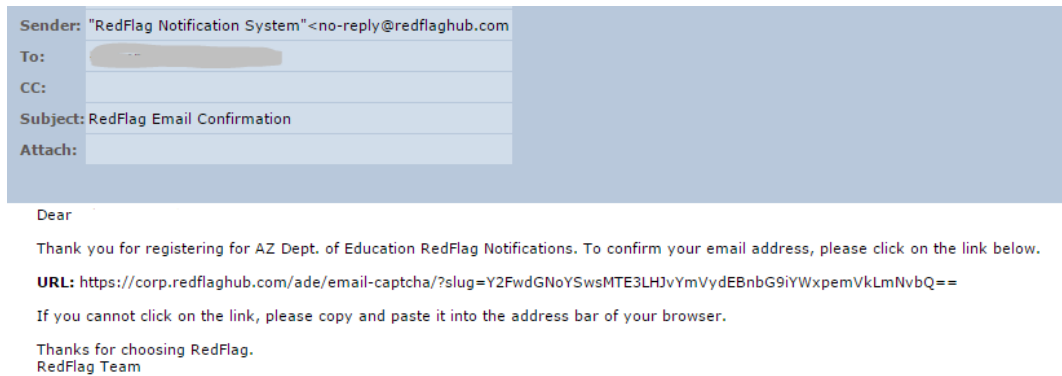 Sender: "RedFlag Notification System"<no-reply@redflaghub.com
To:
CC:
Subject: RedFlag Email Confirmation
Attach:
Dear
Thank you for registering for AZ Dept. of Education RedFlag Notifications. To confirm your email address, please click on the link below.
URL: https://corp.redflaghub.com/ade/email-captcha/?slug=Y2FwdGNoYSwsMTE3LHJvYmVydEBnbG9iYWxpemVkLmNvbQ==
If you cannot click on the link, please copy and paste it into the address bar of your browser.
Thanks for choosing RedFlag.
RedFlag Team